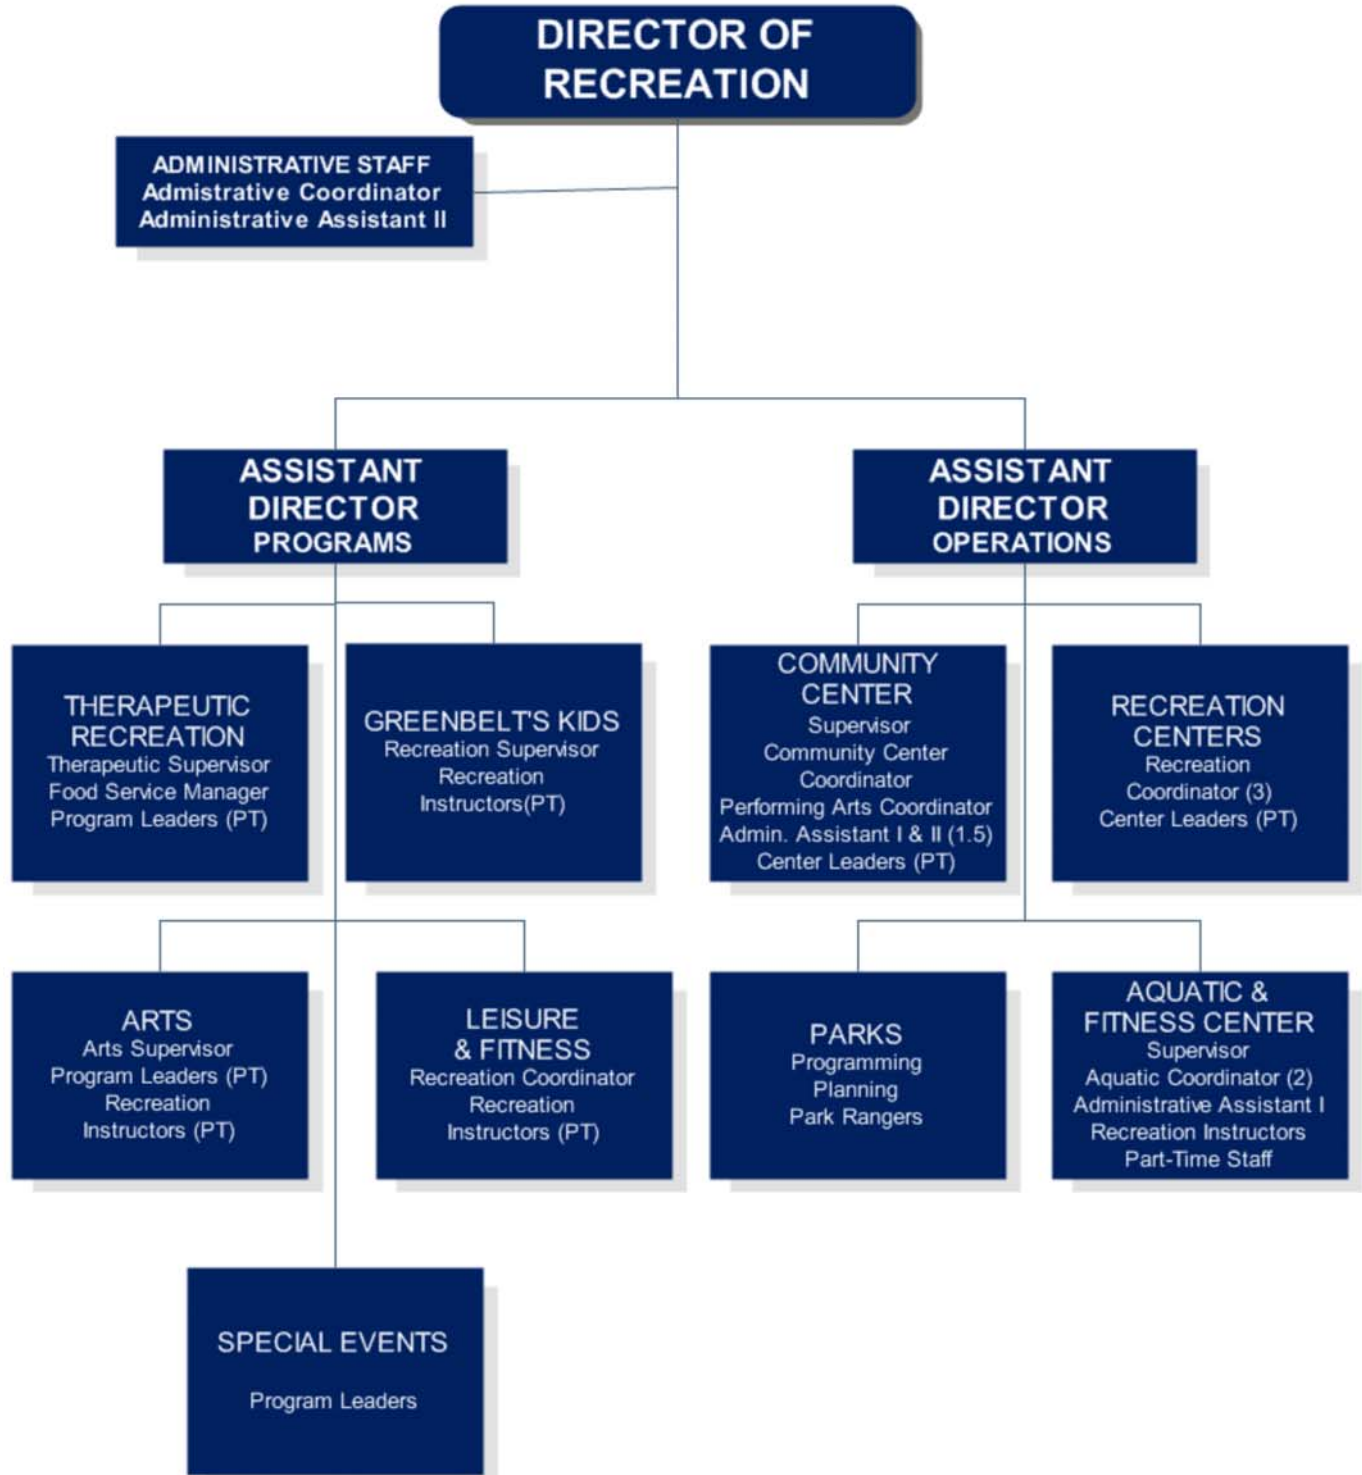 DIRECTOR OF
RECREATION
ADMINISTRATIVE STAFF
Admistrative Coordinator
Administrative Assistant II
ASSISTANT
DIRECTOR
PROGRAMS
ASSISTANT
DIRECTOR
OPERATIONS
THERAPEUTIC
RECREATION
Therapeutic Supervisor
Food Service Manager
Program Leaders (PT)
GREENBELT'S KIDS
Recreation Supervisor
Recreation
Instructors(PT)
COMMUNITY
CENTER
Supervisor
Community Center
Coordinator
Performing Arts Coordinator
Admin. Assistant I & II (1.5)
Center Leaders (PT)
RECREATION
CENTERS
Recreation
Coordinator (3)
Center Leaders (PT)
ARTS
Arts Supervisor
Program Leaders (PT)
Recreation
Instructors (PT)
LEISURE
& FITNESS
Recreation Coordinator
Recreation
Instructors (PT)
PARKS
Programming
Planning
Park Rangers
AQUATIC &
FITNESS CENTER
Supervisor
Aquatic Coordinator (2)
Administrative Assistant I
Recreation Instructors
Part-Time Staff
SPECIAL EVENTS
Program Leaders